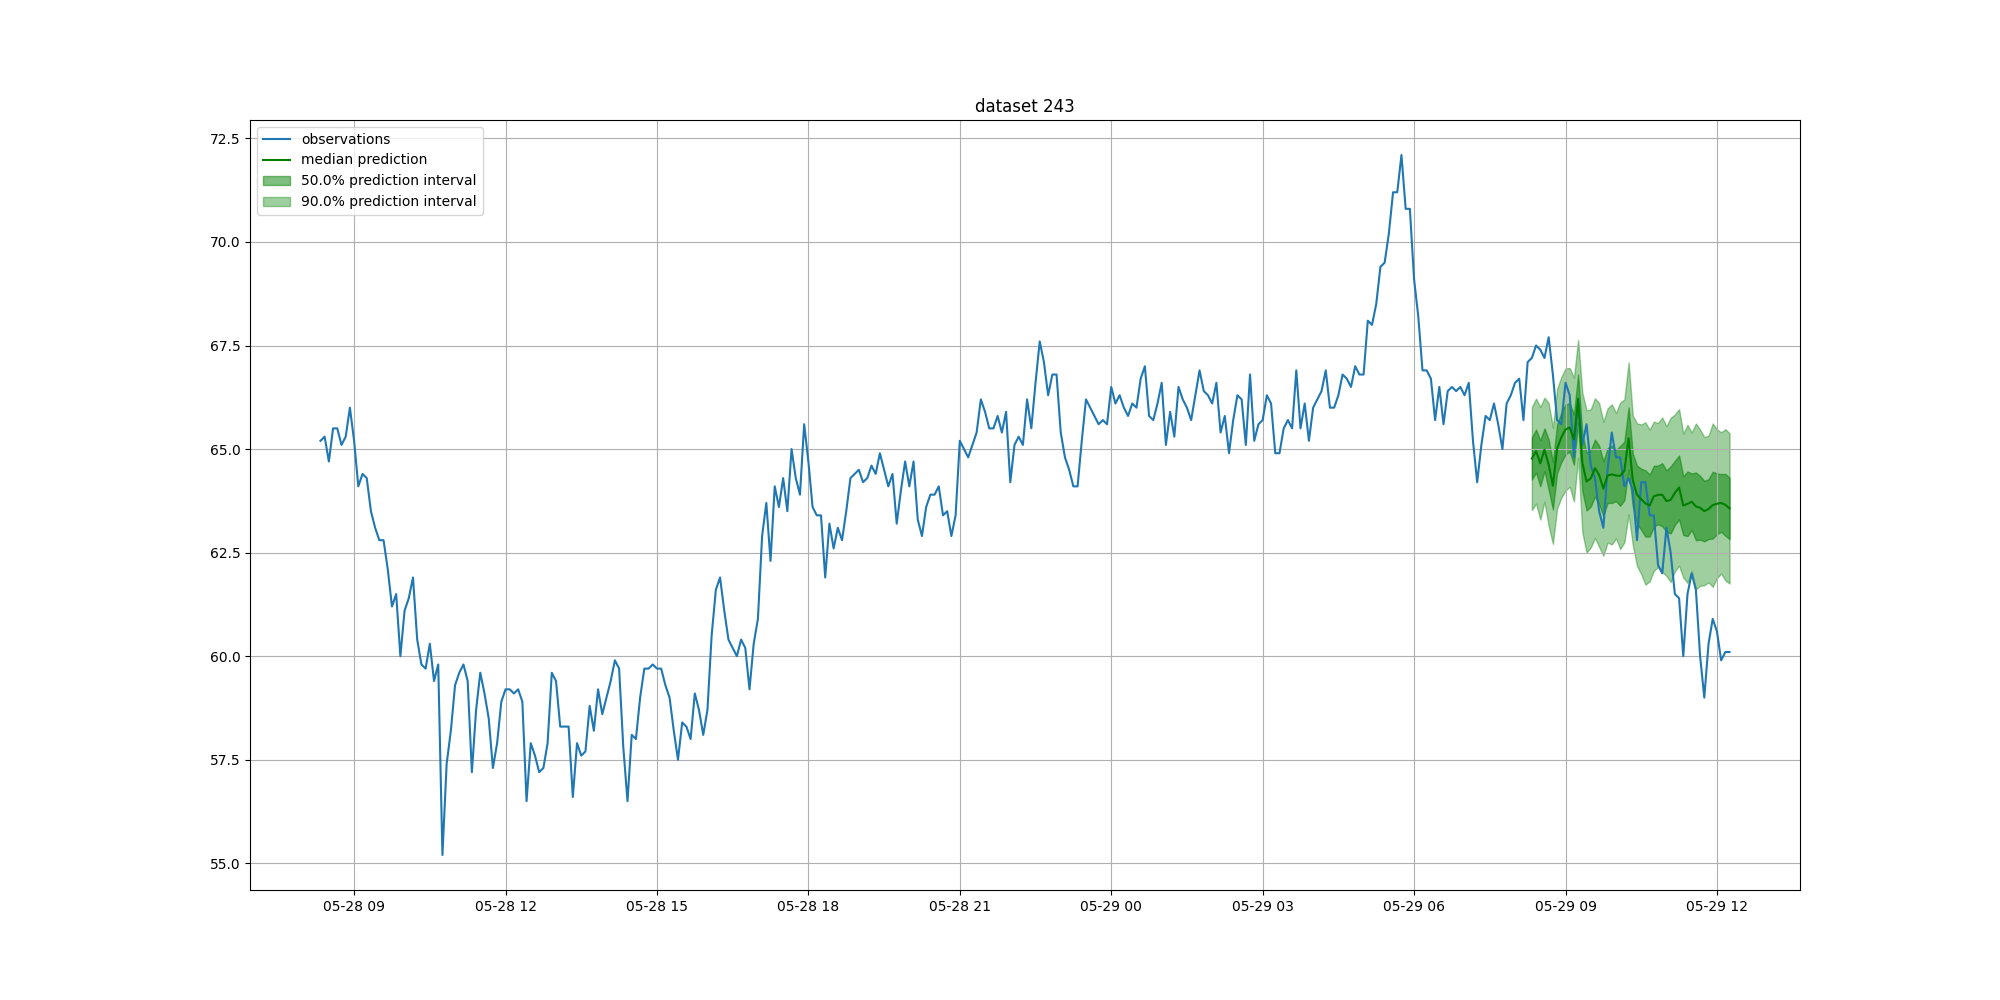 dataset 243
observations
median prediction
50.0% prediction interval
90.0% prediction interval
72.5
70.0
67.5
65.0
62.5
60.0
57.5
55.0
05-28 09 05-28 12 05-28 15 05-28 18 05-28 21 05-29 00 05-29 03 05-29 06 05-29 09 05-29 12